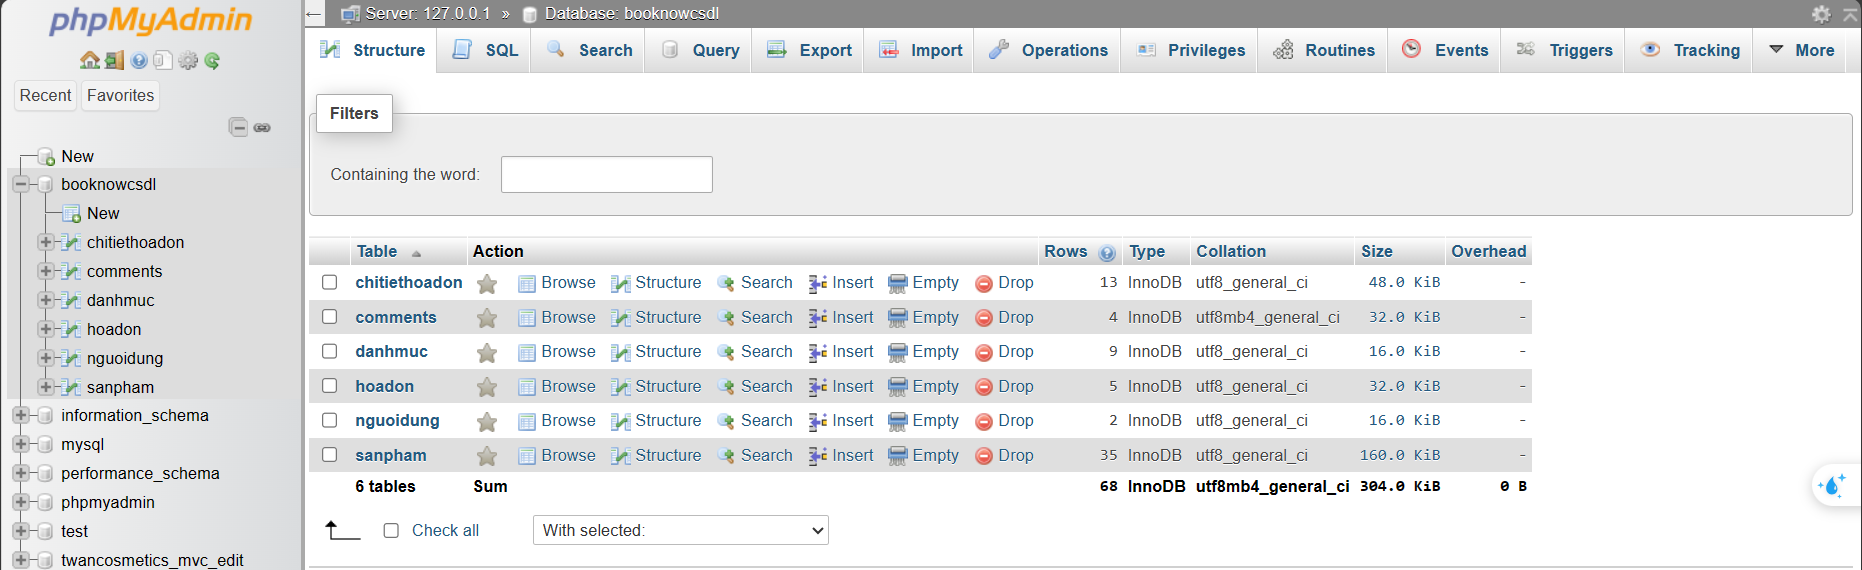 phpMyAdmin
Recent Favorites
New
booknowcsdl
New
chitiethoadon
comments
danhmuc
hoadon
nguoidung
sanpham
information_schema
mysql
performance_schema
phpmyadmin
test
twancosmetics_mvc_edit
Server: 127.0.0.1 » Database: booknowcsdl
Structure SQL Search Query Export Import Operations Privileges Routines Events Triggers Tracking More
Filters
Containing the word:
Table Action Rows Type Collation Size Overhead
chitiethoadon Browse Structure Search Insert Empty Drop 13 InnoDB utf8_general_ci 48.0 KiB -
comments Browse Structure Search Insert Empty Drop 4 InnoDB utf8mb4_general_ci 32.0 KiB -
danhmuc Browse Structure Search Insert Empty Drop 9 InnoDB utf8_general_ci 16.0 KiB -
hoadon Browse Structure Search Insert Empty Drop 5 InnoDB utf8_general_ci 32.0 KiB -
nguoidung Browse Structure Search Insert Empty Drop 2 InnoDB utf8_general_ci 16.0 KiB -
sanpham Browse Structure Search Insert Empty Drop 35 InnoDB utf8_general_ci 160.0 KiB -
6 tables Sum 68 InnoDB utf8mb4_general_ci 304.0 KiB 0 B
Check all With selected: